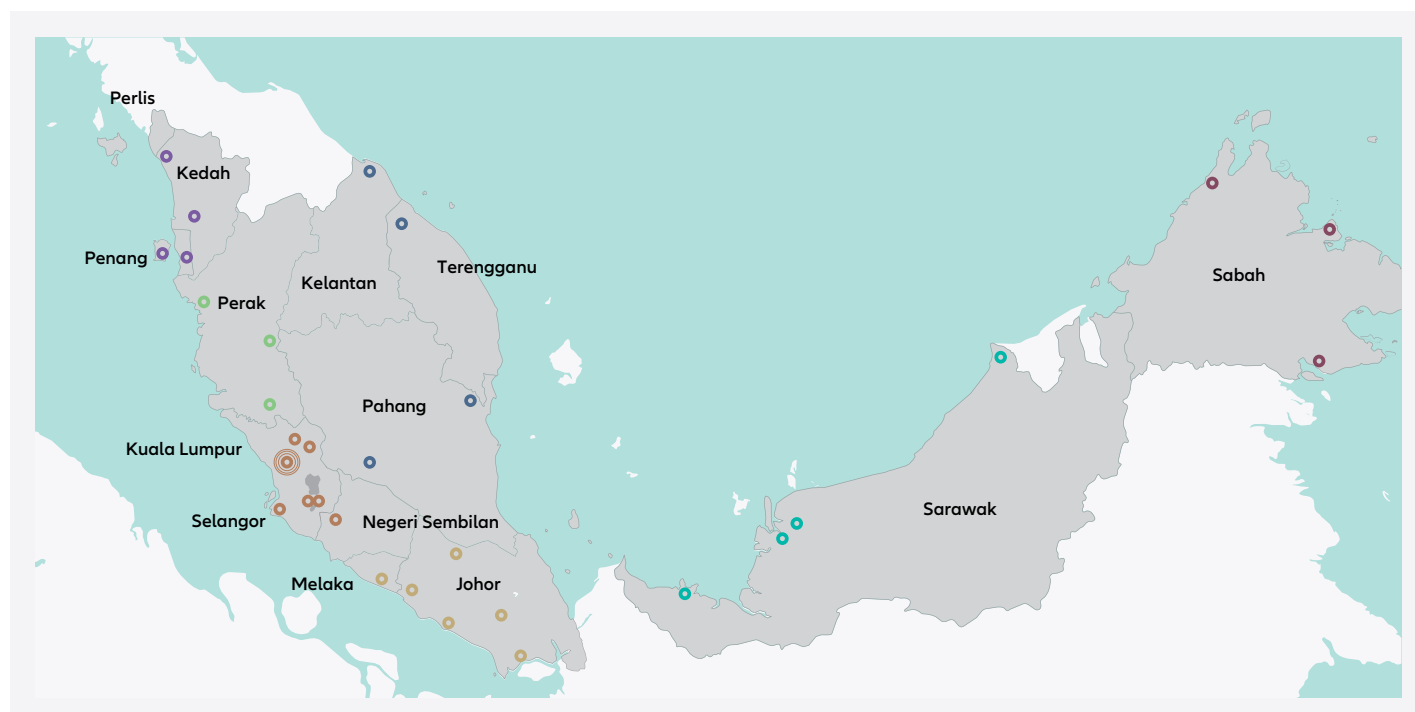 Perlis
Kedah
Penang
Terengganu
Kelantan
Sabah
Perak
Pahang
Kuala Lumpur
Sarawak
Selangor
Negeri Sembilan
Melaka
Johor